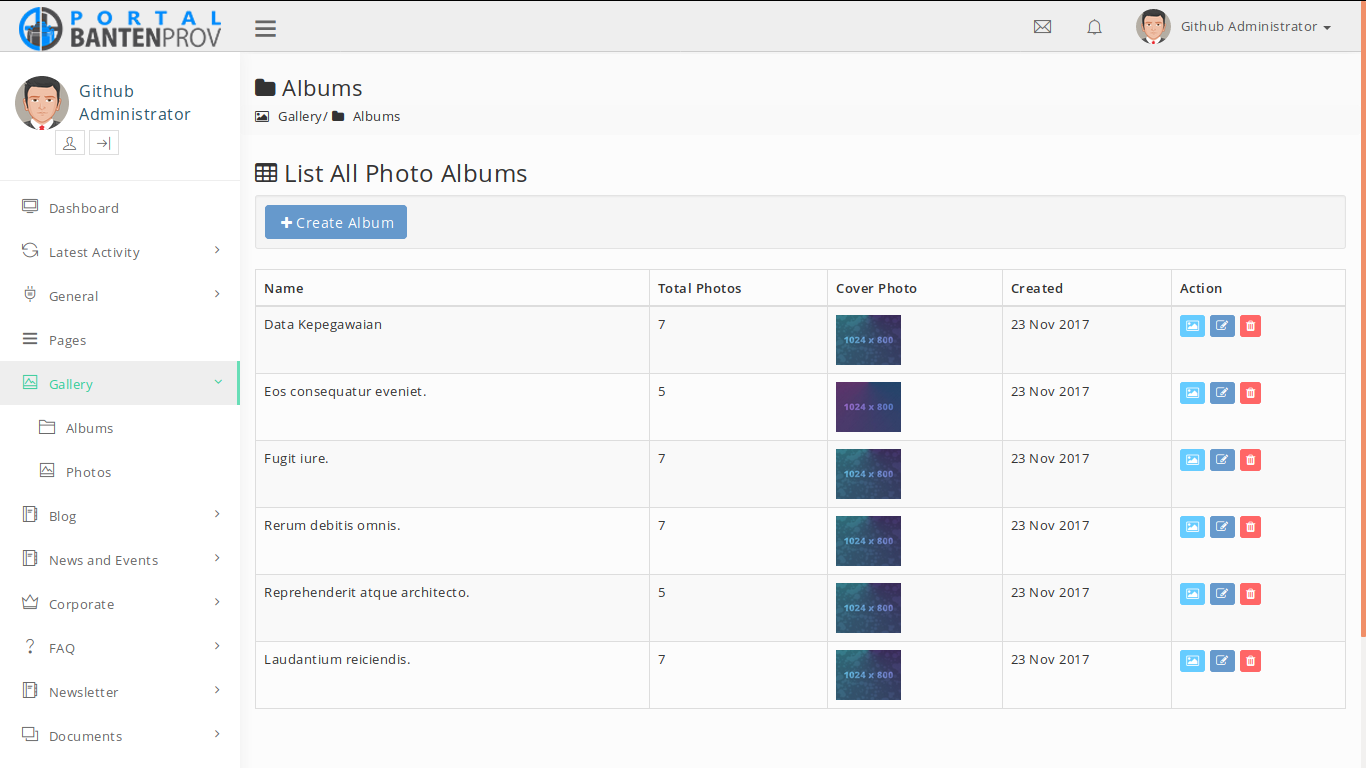 PORTAL
BANTENPROV
Github Administrator
Github
Administrator
Dashboard
Latest Activity
General
Pages
Gallery
Albums
Photos
Blog
News and Events
Corporate
FAQ
Newsletter
Documents
Albums
Gallery/ Albums
List All Photo Albums
Create Album
Name Total Photos Cover Photo Created Action
Data Kepegawaian 7 1024 x 800 23 Nov 2017
Eos consequatur eveniet. 5 1024 x 800 23 Nov 2017
Fugit iure. 7 1024 x 800 23 Nov 2017
Rerum debitis omnis. 7 1024 x 800 23 Nov 2017
Reprehenderit atque architecto. 5 1024 x 800 23 Nov 2017
Laudantium reiciendis. 7 1024 x 800 23 Nov 2017